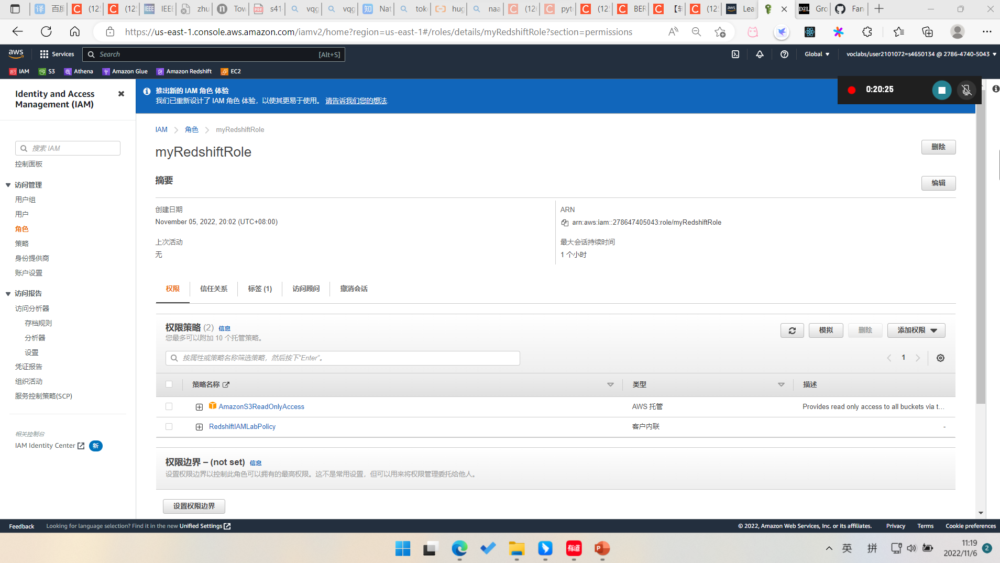 百度
(125
(125
IEEE
zhu
Tow
s41
vqg
vqg
Nat
tok
hug
naa
(126
pyt
(125
BER
(125
Lea
Gro
Fan
https://us-east-1.console.aws.amazon.com/iamv2/home?region=us-east-1#/roles/details/myRedshiftRole?section=permissions
aws
Services
Search
[Alt+S]
Global
voclabs/user2101072=s4650134 @ 2786-4740-5043
IAM
S3
Athena
Amazon Glue
Amazon Redshift
EC2
Identity and Access
Management (IAM)
搜索 IAM
控制面板
访问管理
用户组
用户
角色
策略
身份提供商
账户设置
访问报告
访问分析器
存档规则
分析器
设置
凭证报告
组织活动
服务控制策略(SCP)
相关控制台
IAM Identity Center 新
推出新的 IAM 角色 体验
我们已重新设计了 IAM 角色 体验，以使其更易于使用。 请告诉我们您的想法.
0:20:25
IAM
角色
myRedshiftRole
myRedshiftRole
删除
摘要
编辑
创建日期
November 05, 2022, 20:02 (UTC+08:00)
ARN
arn:aws:iam::278647405043:role/myRedshiftRole
上次活动
无
最大会话持续时间
1 个小时
权限
信任关系
标签 (1)
访问顾问
撤消会话
权限策略 (2) 信息
您最多可以附加 10 个托管策略。
模拟
删除
添加权限
按属性或策略名称筛选策略，然后按下“Enter”。
1
策略名称
类型
描述
AmazonS3ReadOnlyAccess
AWS 托管
Provides read only access to all buckets via t...
RedshiftIAMLabPolicy
客户内联
-
权限边界 – (not set) 信息
设置权限边界以控制此角色可以拥有的最高权限。这不是常用设置，但可以用来将权限管理委托给他人。
设置权限边界
Feedback
Looking for language selection? Find it in the new Unified Settings
© 2022, Amazon Web Services, Inc. or its affiliates.
Privacy
Terms
Cookie preferences
有道
英
拼
11:19
2022/11/6
2